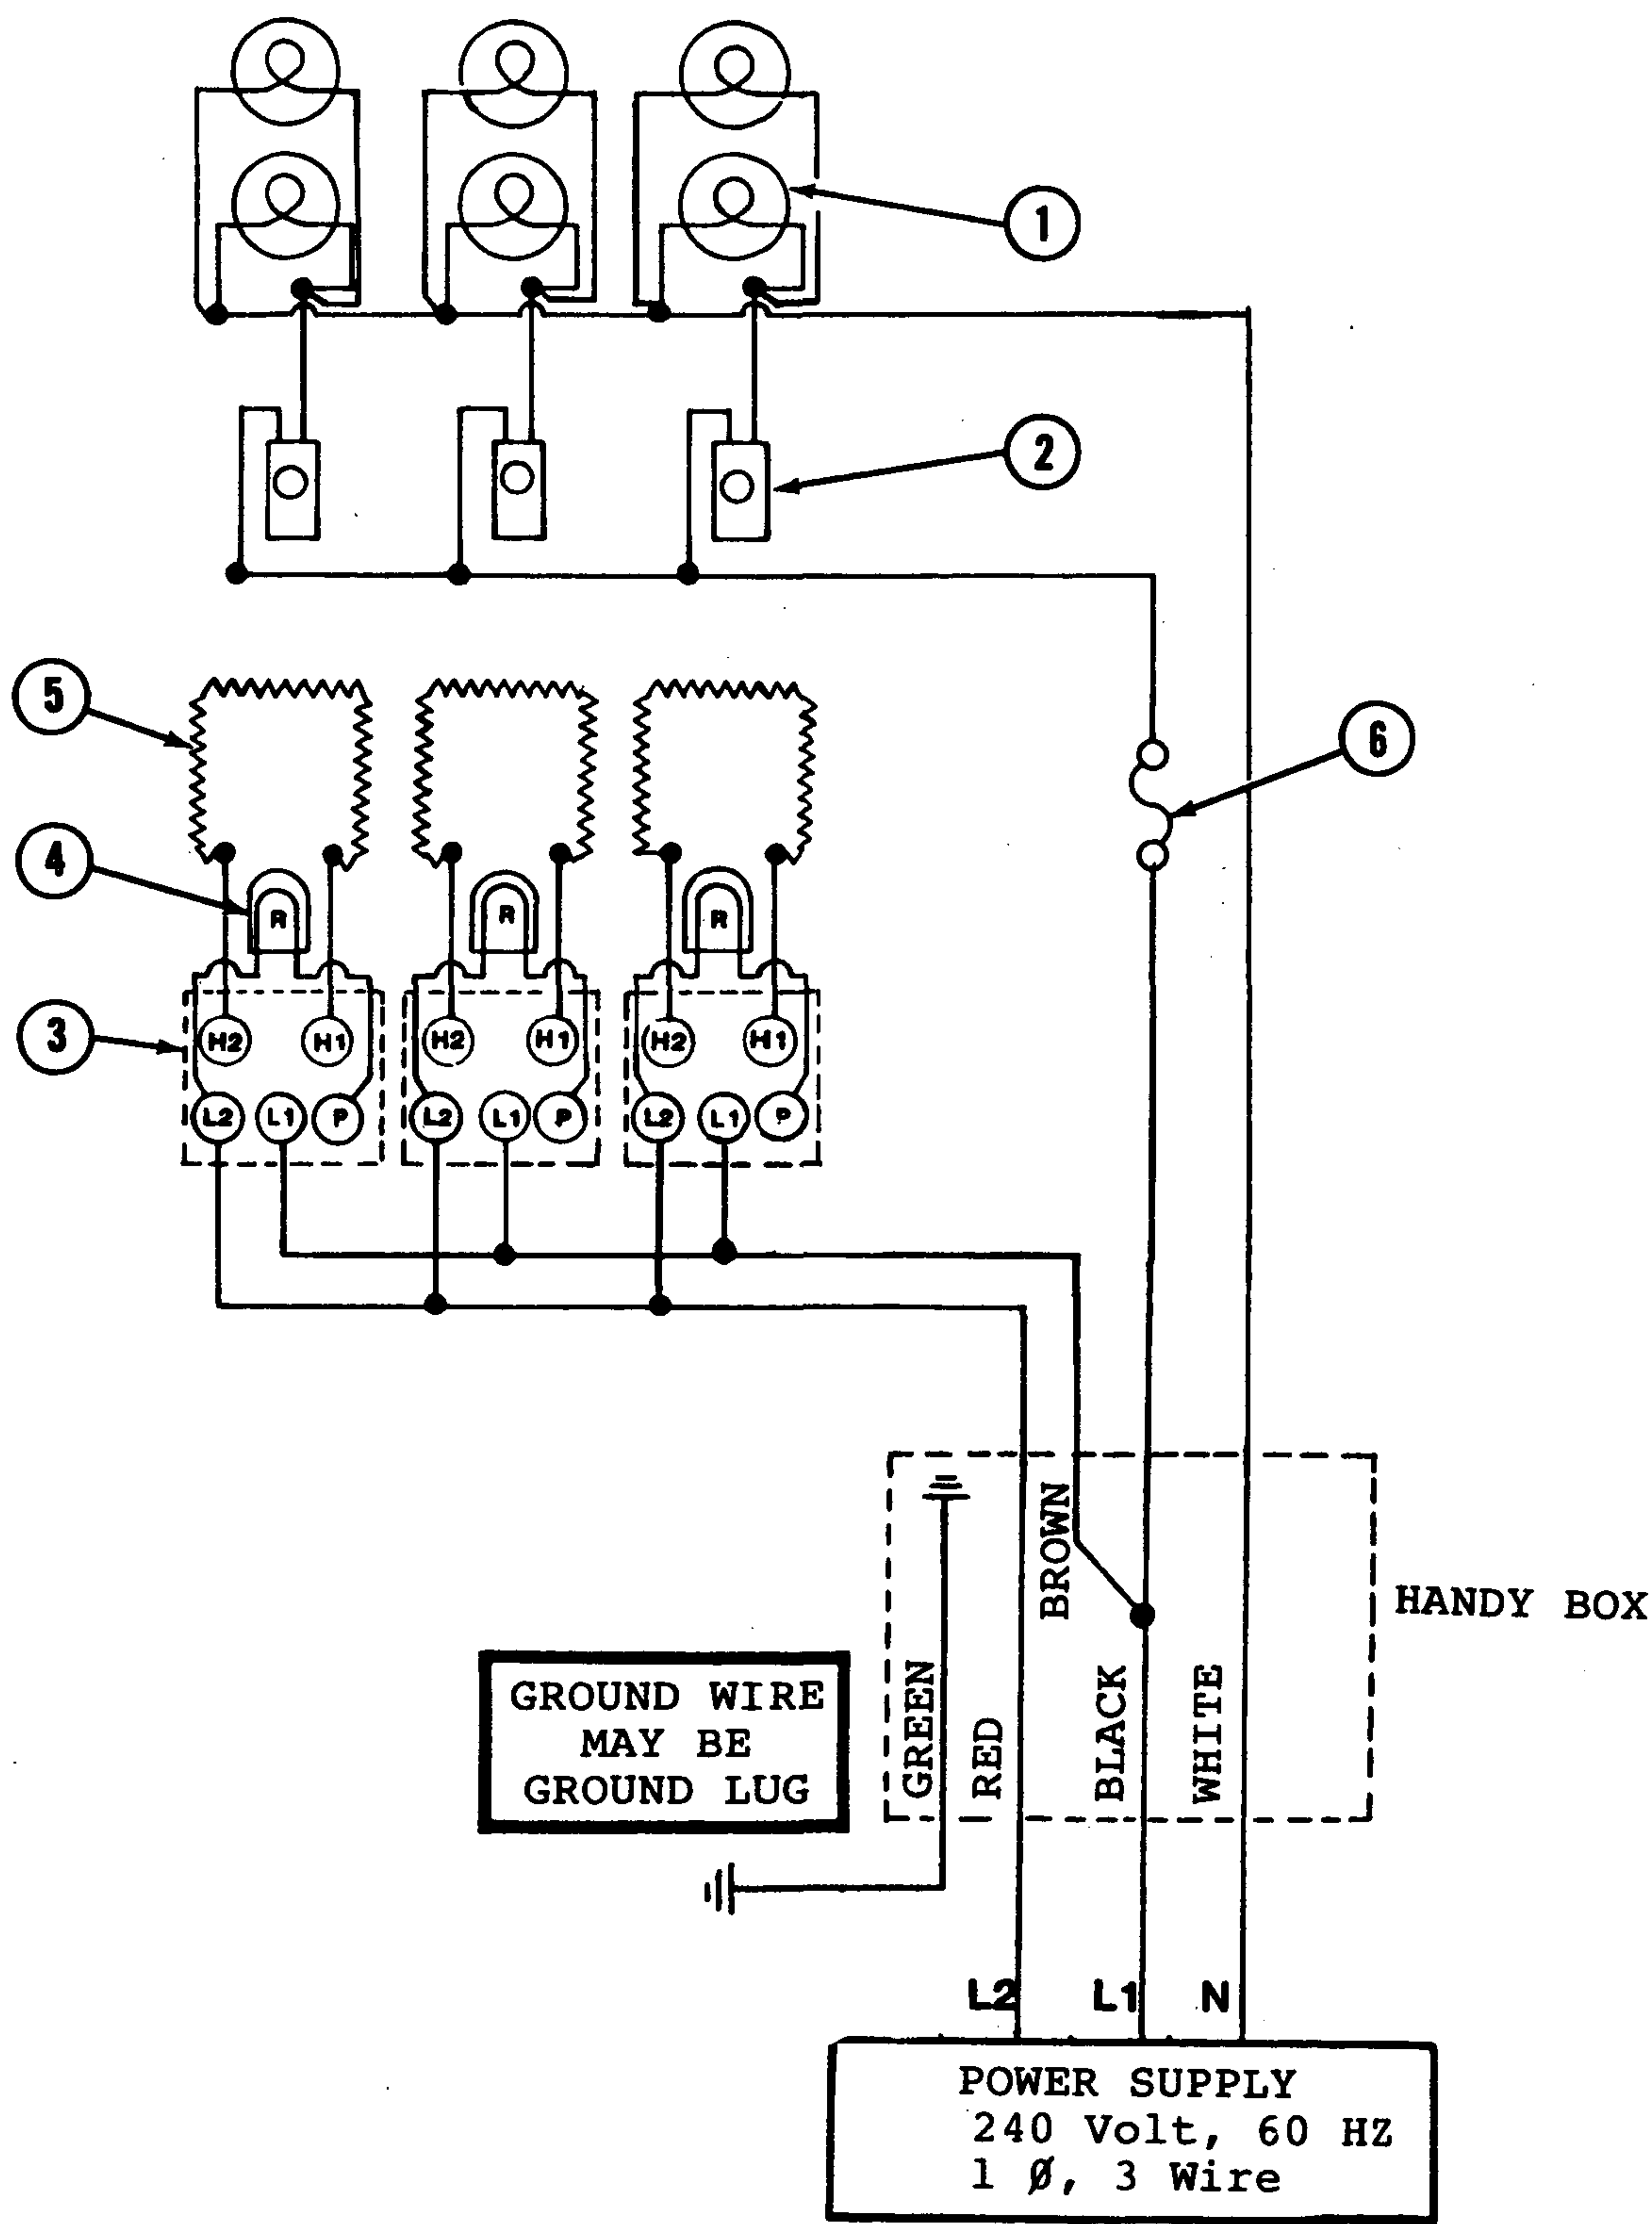 1
2
5
6
4
R R R
3
H2 H1 H2 H1 H2 H1
L2 L1 P L2 L1 P L2 L1 P
BROWN
HANDY BOX
GROUND WIRE
MAY BE
GROUND LUG
GREEN
RED
BLACK
WHITE
L2 L1 N
POWER SUPPLY
240 Volt, 60 HZ
1 Ø, 3 Wire